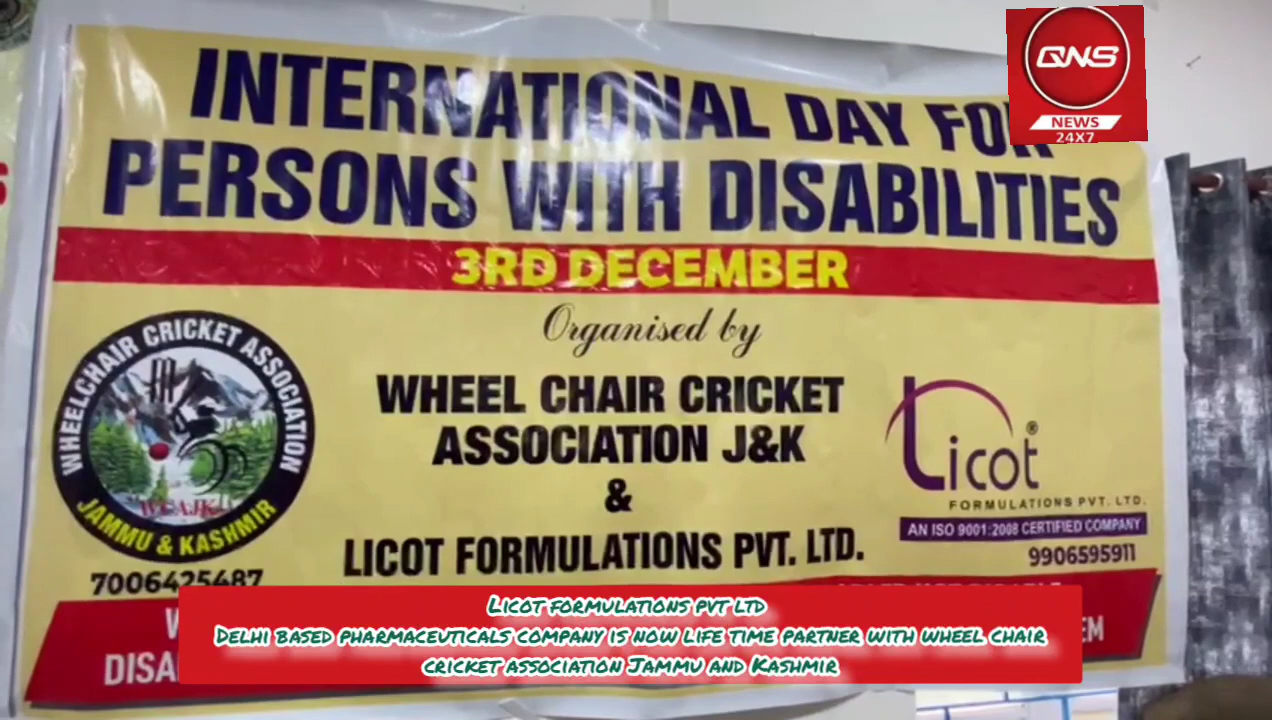 QNS
NEWS
24X7
INTERNATIONAL DAY FOR
PERSONS WITH DISABILITIES
3RD DECEMBER
Organised by
WHEELCHAIR CRICKET ASSOCIATION
WCAJK
JAMMU & KASHMIR
7006425487
WHEEL CHAIR CRICKET
ASSOCIATION J&K
&
LICOT FORMULATIONS PVT. LTD.
Licot®
FORMULATIONS PVT. LTD.
AN ISO 9001:2008 CERTIFIED COMPANY
9906595911
Licot formulations pvt ltd
Delhi based pharmaceuticals company is now life time partner with wheel chair
cricket association Jammu and Kashmir